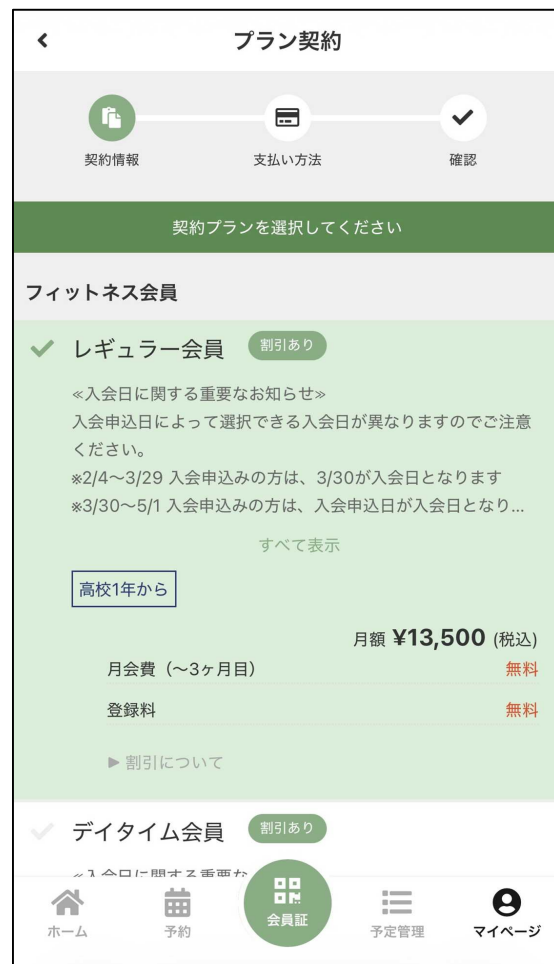 プラン契約
契約情報
支払い方法
確認
契約プランを選択してください
フィットネス会員
レギュラー会員 割引あり
≪入会日に関する重要なお知らせ≫
入会申込日によって選択できる入会日が異なりますのでご注意
ください。
※2/4〜3/29 入会申込みの方は、3/30が入会日となります
※3/30〜5/1 入会申込みの方は、入会申込日が入会日となり...
すべて表示
高校1年から
月額 ¥13,500 (税込)
月会費（〜3ヶ月目） 無料
登録料 無料
▶ 割引について
デイタイム会員 割引あり
≪入会日に関する重要な
ホーム
予約
会員証
予定管理
マイページ